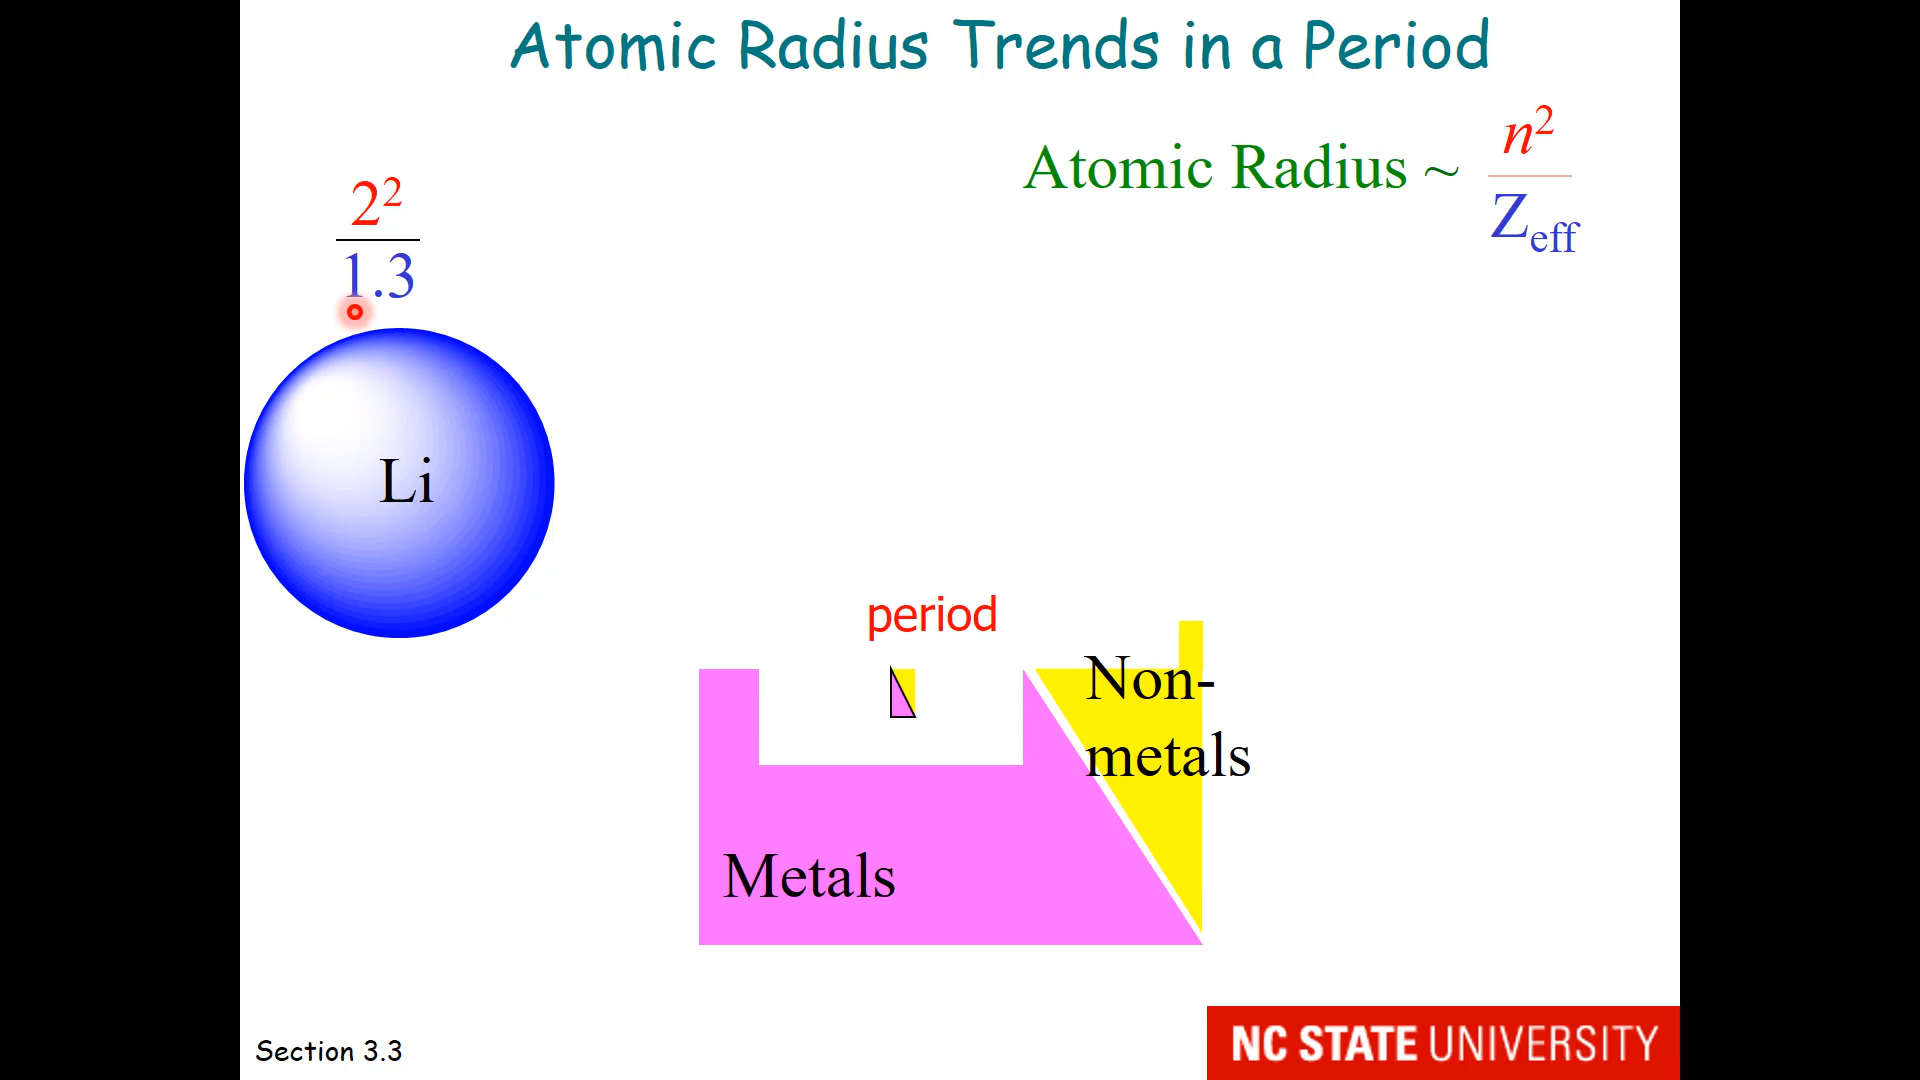 Atomic Radius Trends in a Period
Atomic Radius ~ n²
Z_eff
2²
1.3
Li
period
Non-
metals
Metals
Section 3.3
NC STATE UNIVERSITY